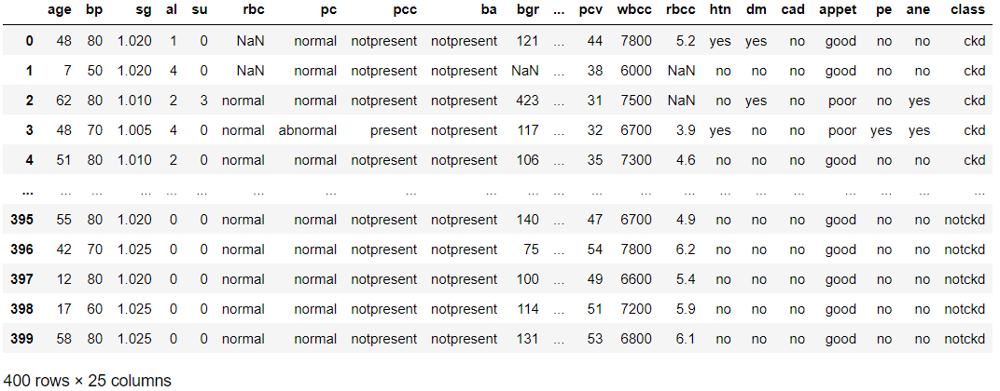 age bp sg al su rbc pc pcc ba bgr ... pcv wbcc rbcc htn dm cad appet pe ane class
0 48 80 1.020 1 0 NaN normal notpresent notpresent 121 ... 44 7800 5.2 yes yes no good no no ckd
1 7 50 1.020 4 0 NaN normal notpresent notpresent NaN ... 38 6000 NaN no no no good no no ckd
2 62 80 1.010 2 3 normal normal notpresent notpresent 423 ... 31 7500 NaN no yes no poor no yes ckd
3 48 70 1.005 4 0 normal abnormal present notpresent 117 ... 32 6700 3.9 yes no no poor yes yes ckd
4 51 80 1.010 2 0 normal normal notpresent notpresent 106 ... 35 7300 4.6 no no no good no no ckd
... ... ... ... ... ... ... ... ... ... ... ... ... ... ... ... ... ... ... ... ... ...
395 55 80 1.020 0 0 normal normal notpresent notpresent 140 ... 47 6700 4.9 no no no good no no notckd
396 42 70 1.025 0 0 normal normal notpresent notpresent 75 ... 54 7800 6.2 no no no good no no notckd
397 12 80 1.020 0 0 normal normal notpresent notpresent 100 ... 49 6600 5.4 no no no good no no notckd
398 17 60 1.025 0 0 normal normal notpresent notpresent 114 ... 51 7200 5.9 no no no good no no notckd
399 58 80 1.025 0 0 normal normal notpresent notpresent 131 ... 53 6800 6.1 no no no good no no notckd
400 rows × 25 columns